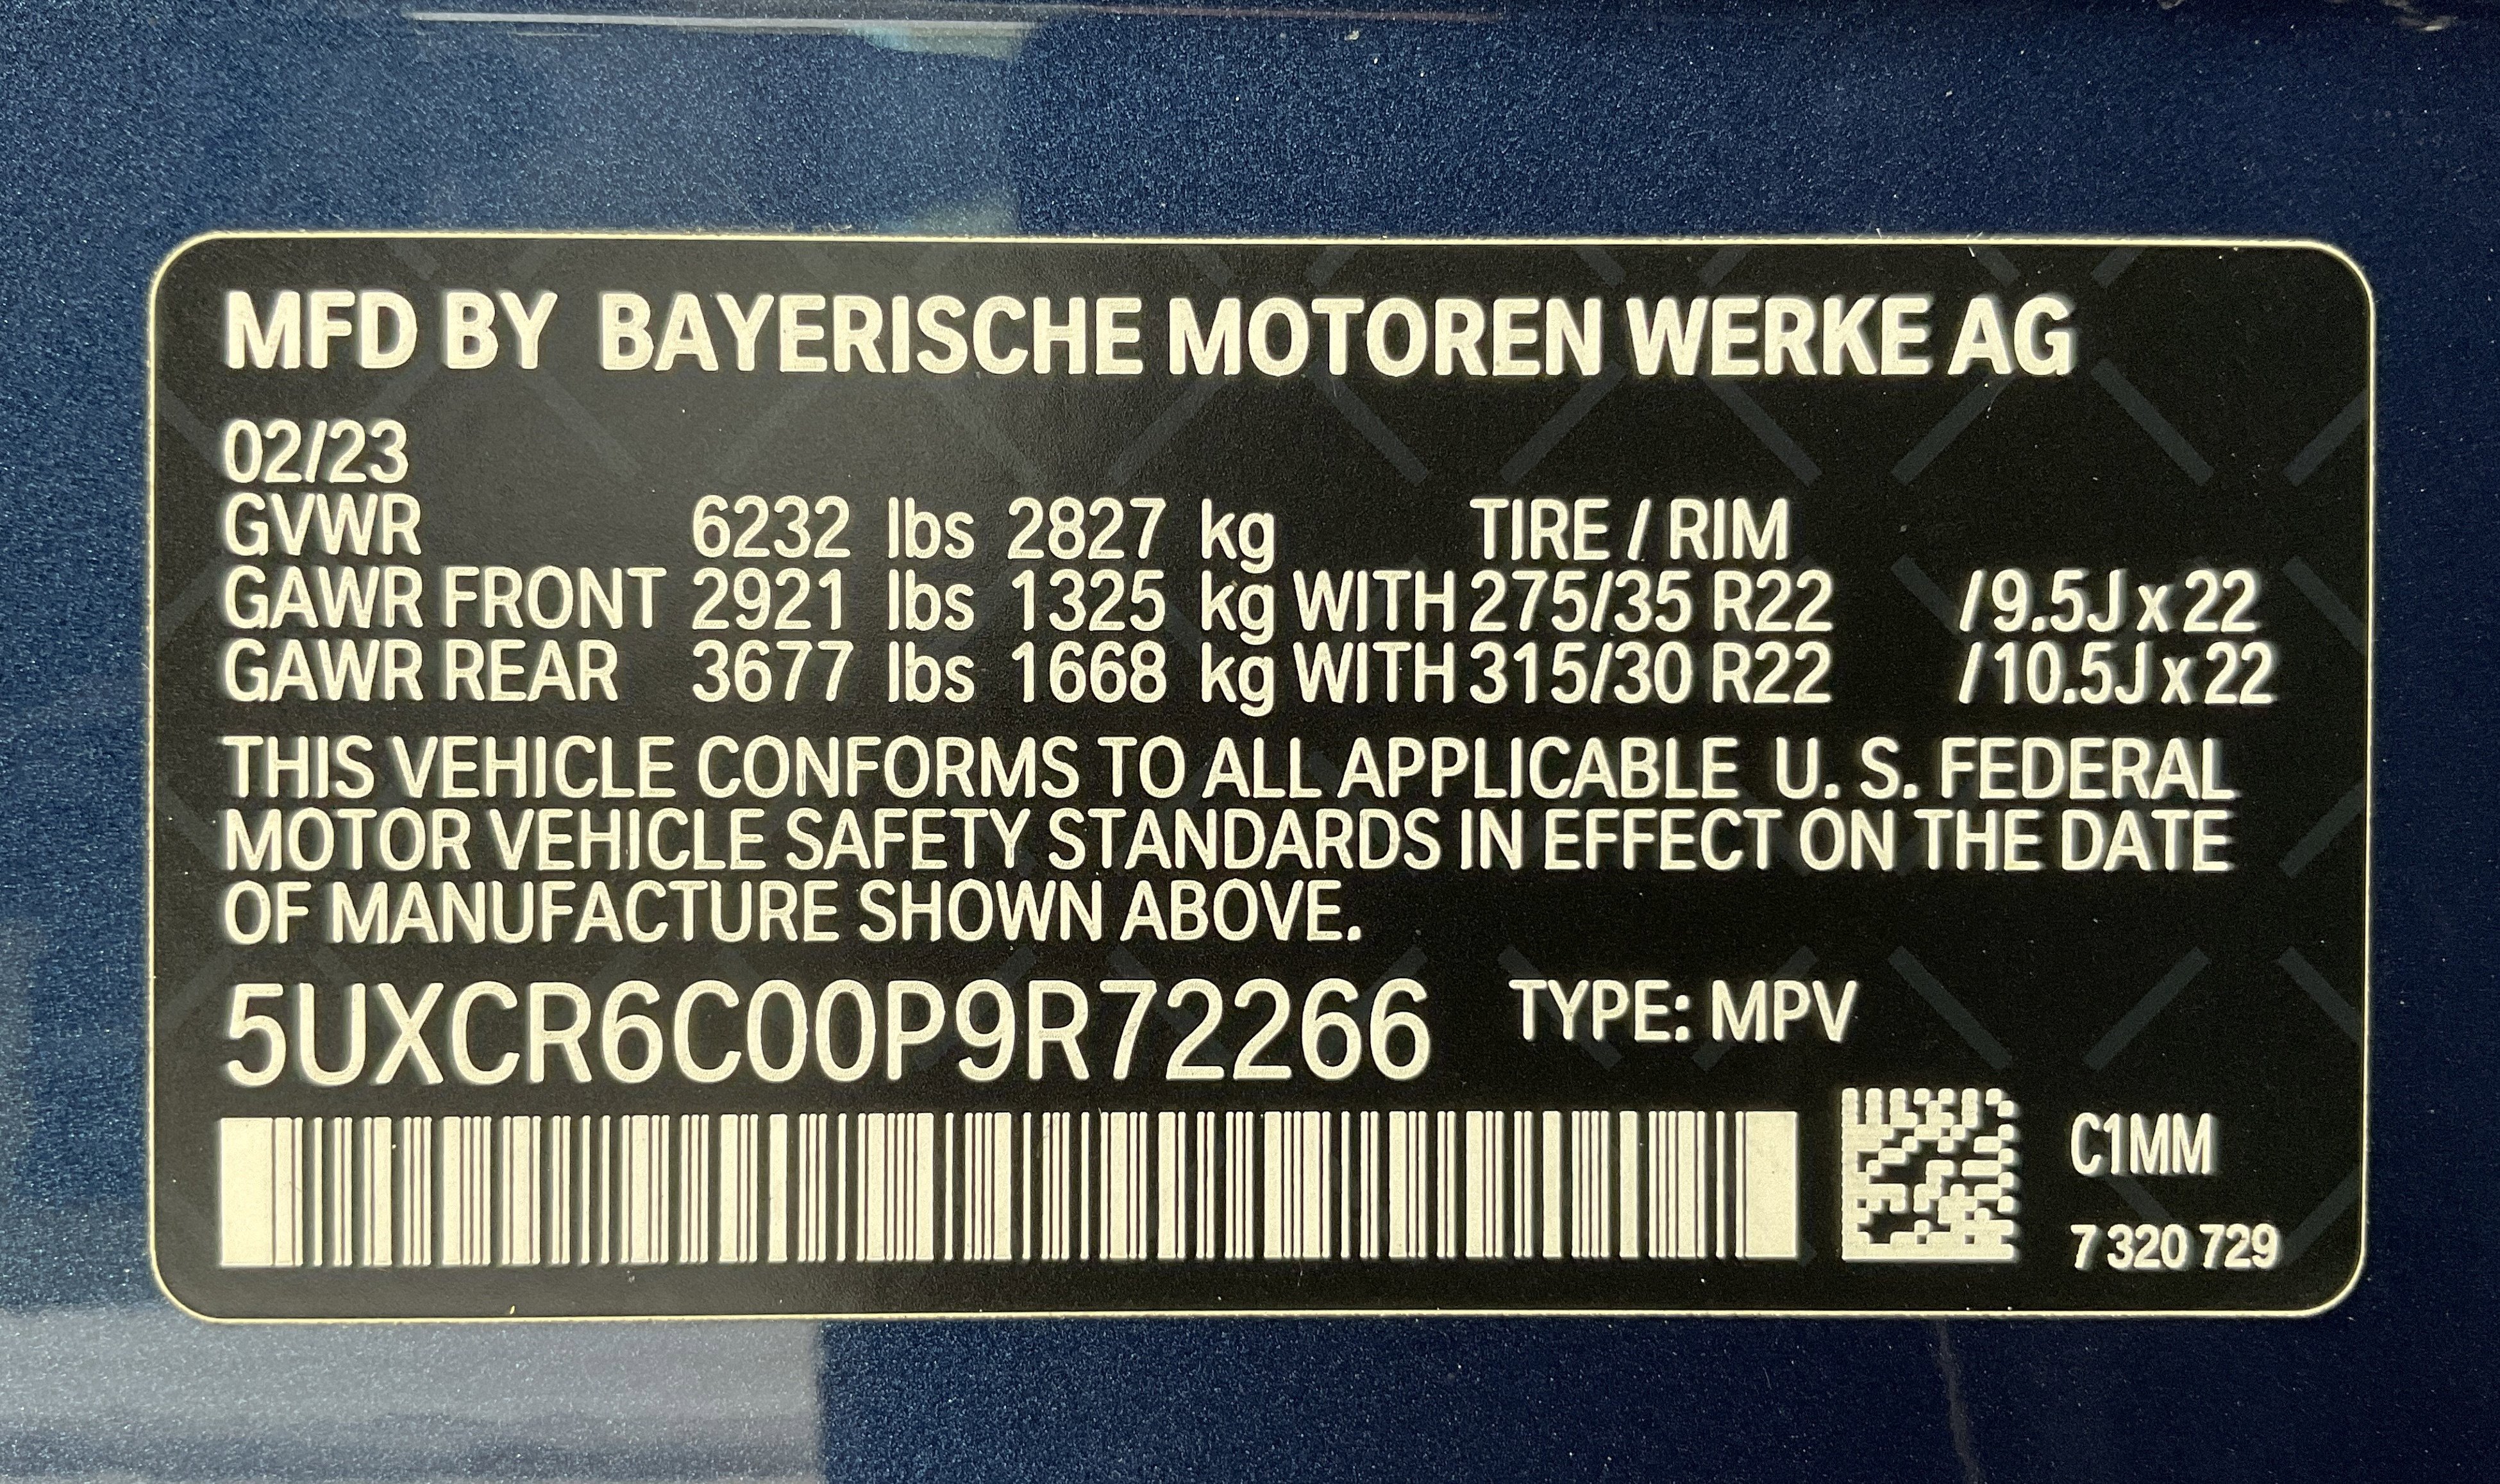 MFD BY BAYERISCHE MOTOREN WERKE AG
02/23
GVWR 6232 lbs 2827 kg TIRE / RIM
GAWR FRONT 2921 lbs 1325 kg WITH 275/35 R22 / 9.5J x 22
GAWR REAR 3677 lbs 1668 kg WITH 315/30 R22 / 10.5J x 22
THIS VEHICLE CONFORMS TO ALL APPLICABLE U. S. FEDERAL
MOTOR VEHICLE SAFETY STANDARDS IN EFFECT ON THE DATE
OF MANUFACTURE SHOWN ABOVE.
5UXCR6C00P9R72266 TYPE: MPV
C1MM
7 320 729